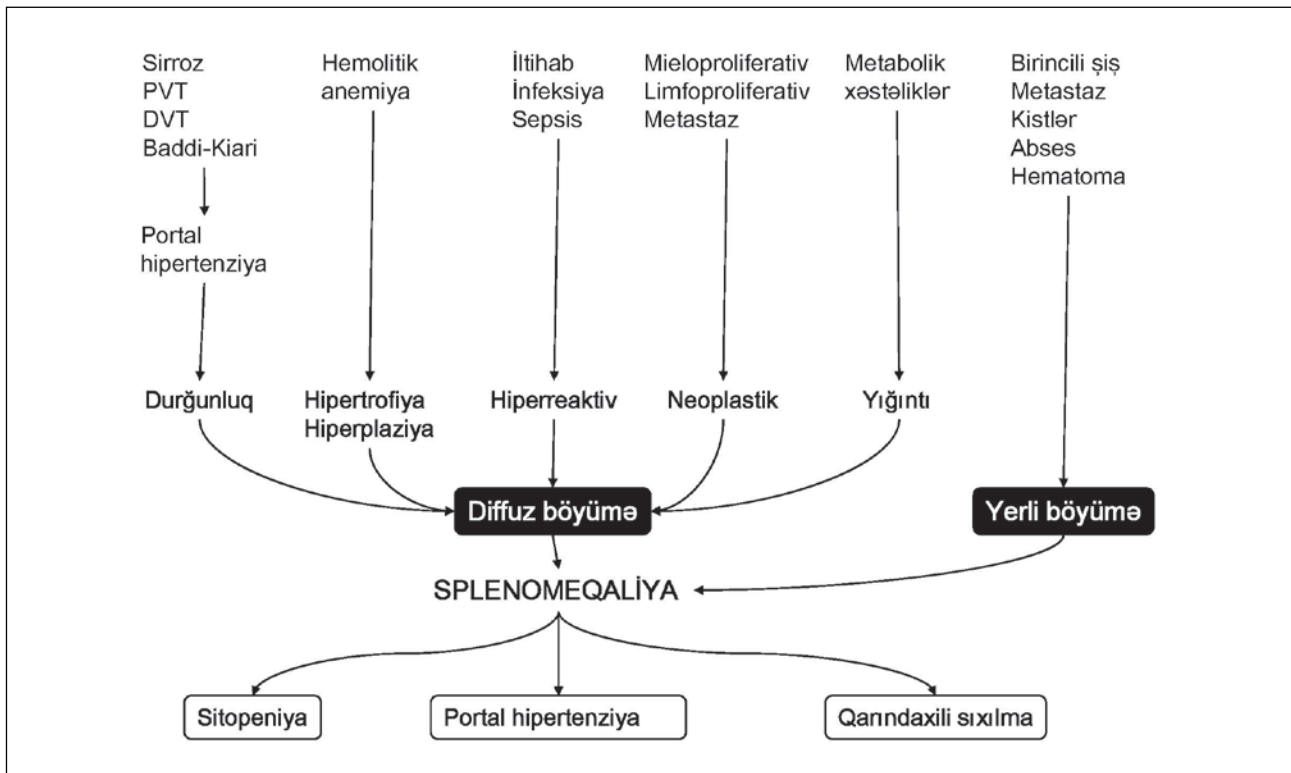 Sirroz
PVT
DVT
Baddi-Kiari
Hemolitik
anemiya
İltihab
İnfeksiya
Sepsis
Mieloproliferativ
Limfoproliferativ
Metastaz
Metabolik
xəstəliklər
Birincili şiş
Metastaz
Kistlər
Abses
Hematoma
Portal
hipertenziya
Durğunluq
Hipertrofiya
Hiperplaziya
Hiperreaktiv
Neoplastik
Yığıntı
Diffuz böyümə
Yerli böyümə
SPLENOMEQALİYA
Sitopeniya
Portal hipertenziya
Qarındaxili sıxılma